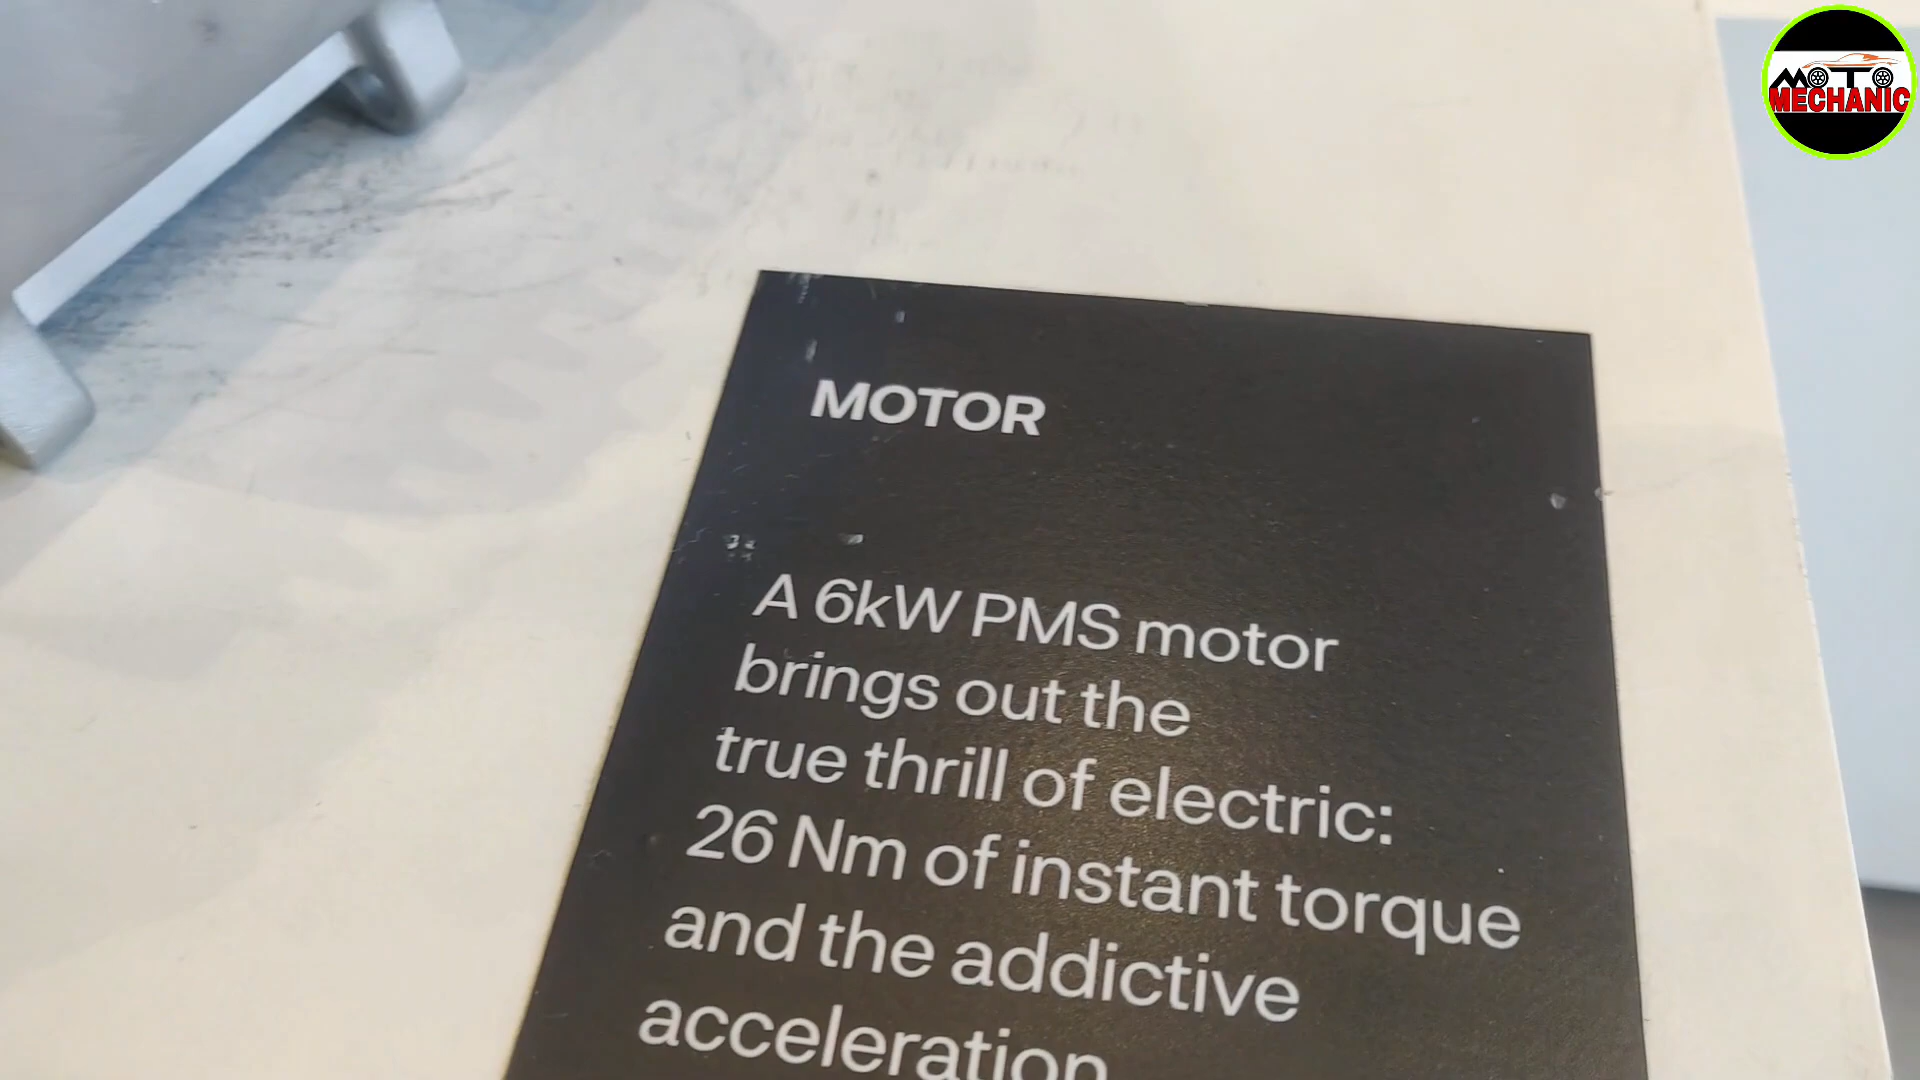 MOTO
MECHANIC
MOTOR
A 6kW PMS motor
brings out the
true thrill of electric:
26 Nm of instant torque
and the addictive
acceleration